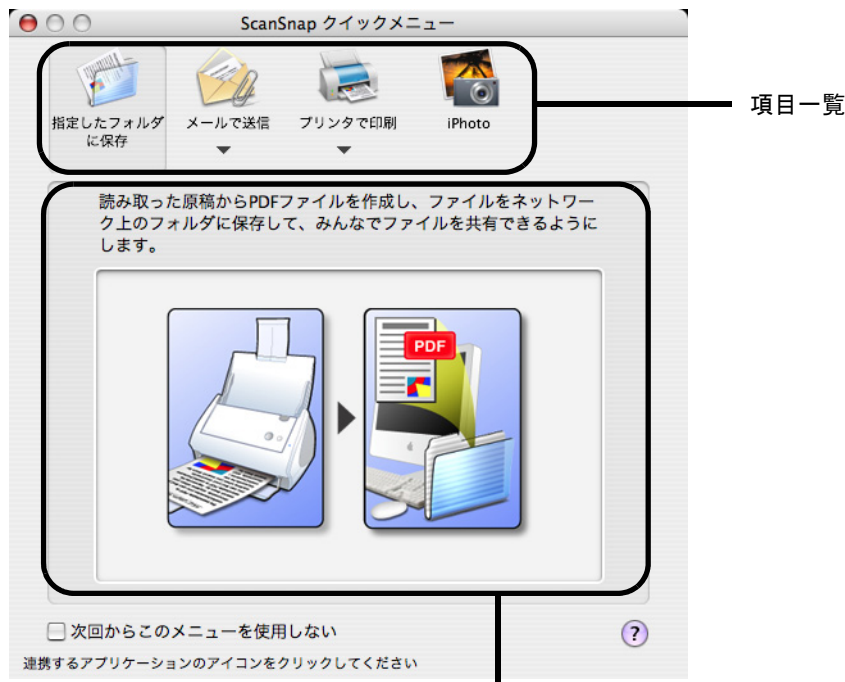 ScanSnap クイックメニュー
指定したフォルダ
に保存
メールで送信
プリンタで印刷
iPhoto
項目一覧
読み取った原稿からPDFファイルを作成し、ファイルをネットワー
ク上のフォルダに保存して、みんなでファイルを共有できるように
します。
PDF
次回からこのメニューを使用しない
?
連携するアプリケーションのアイコンをクリックしてください